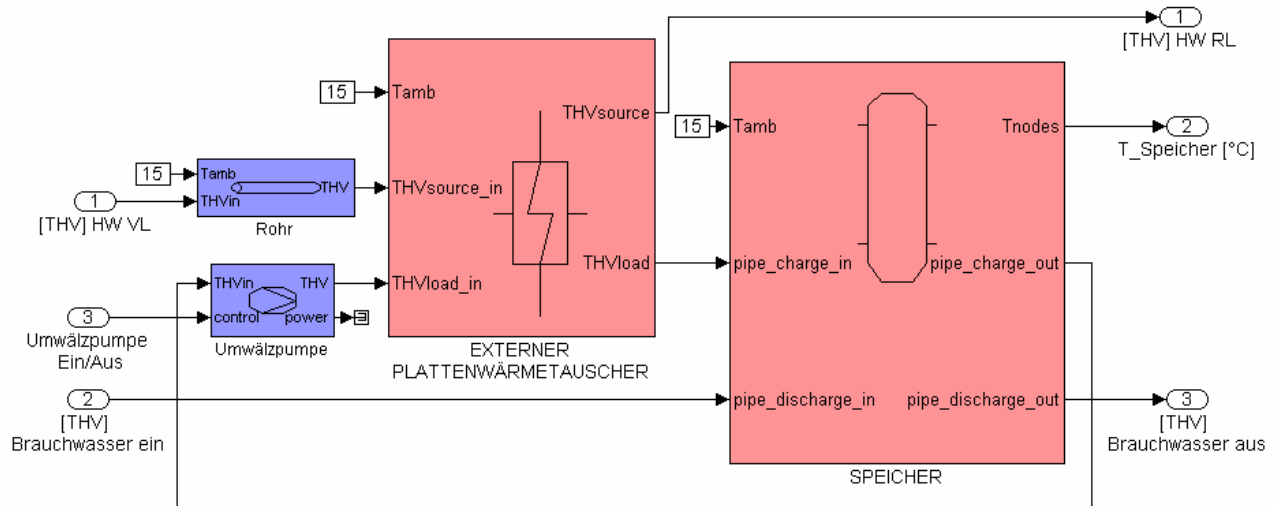 1
[THV] HW RL
15
Tamb
THVsource
15
Tamb
Tnodes
2
T_Speicher [°C]
15
Tamb
THVin
THV
Rohr
1
[THV] HW VL
THVsource_in
THVload
pipe_charge_in
pipe_charge_out
THVin
THV
control
power
Umwälzpumpe
THVload_in
3
Umwälzpumpe
Ein/Aus
EXTERNER
PLATTENWÄRMETAUSCHER
2
[THV]
Brauchwasser ein
pipe_discharge_in
pipe_discharge_out
3
[THV]
Brauchwasser aus
SPEICHER